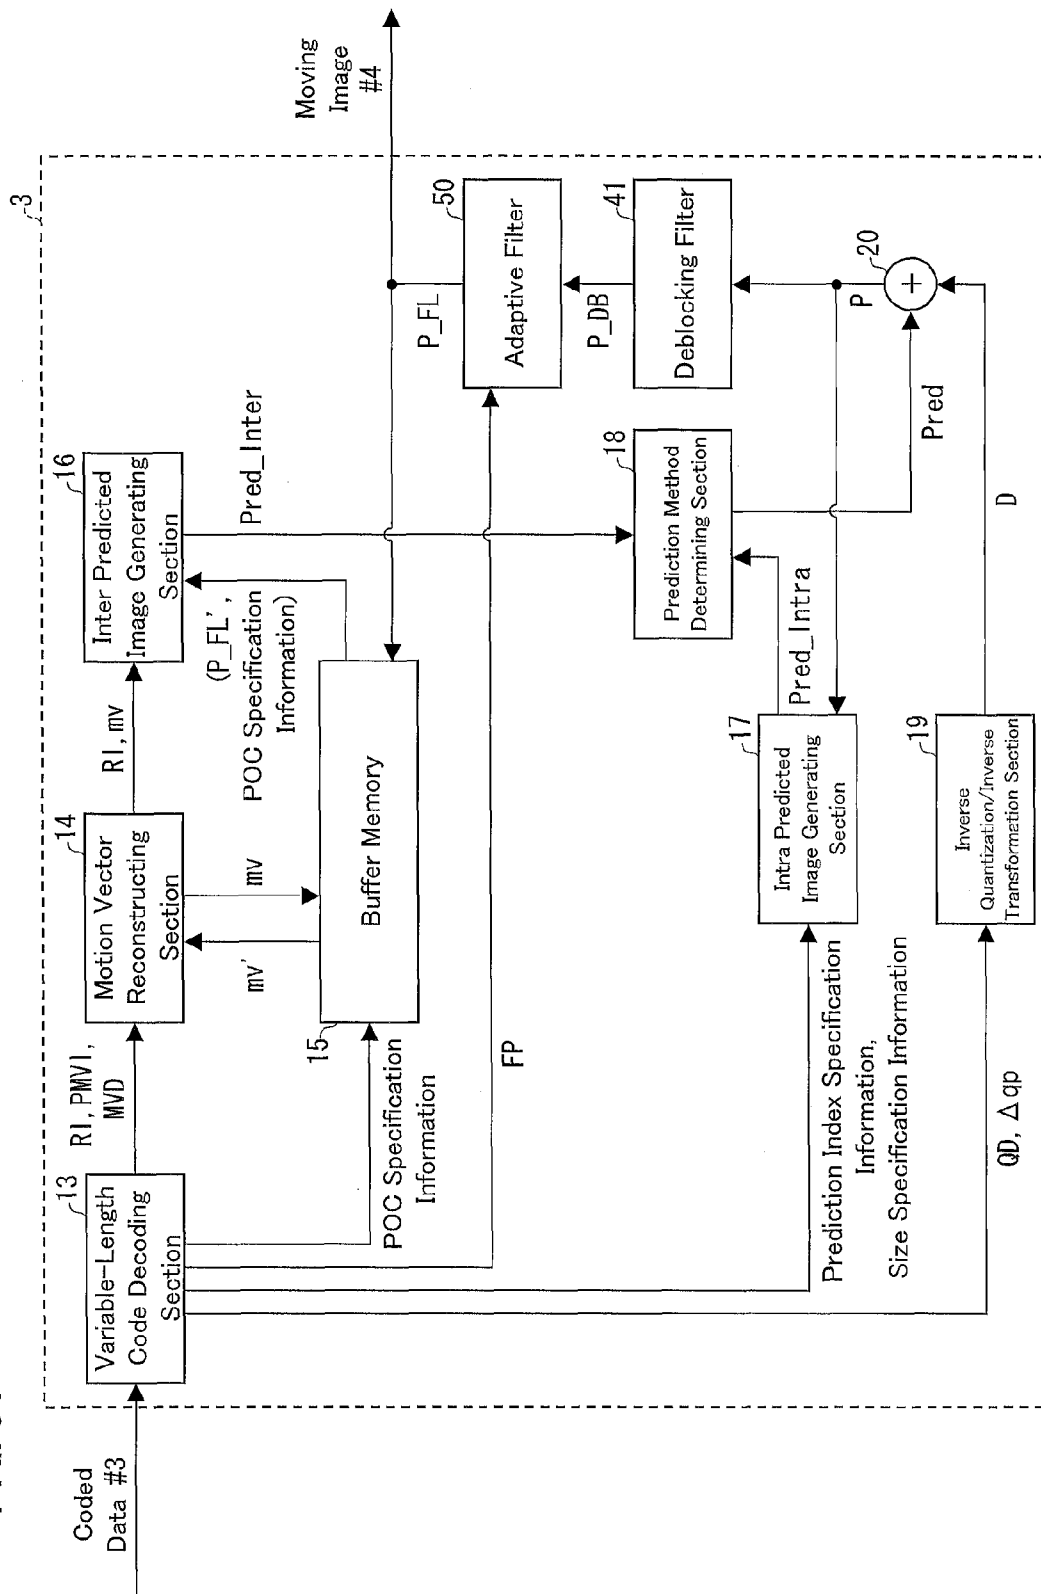 Coded
Data #3
3
13
Variable-Length
Code Decoding
Section
RI, PMVI,
MVD
14
Motion Vector
Reconstructing
Section
RI, mv
16
Inter Predicted
Image Generating
Section
mv'
mv
(P_FL',
POC Specification
Information)
Pred_Inter
15
Buffer Memory
POC Specification
Information
FP
P_FL
50
Adaptive Filter
Moving
Image
#4
P_DB
41
Deblocking Filter
18
Prediction Method
Determining Section
Pred_Intra
17
Intra Predicted
Image Generating
Section
Prediction Index Specification
Information,
Size Specification Information
P
20
+
Pred
19
Inverse
Quantization/Inverse
Transformation Section
QD, Δqp
D